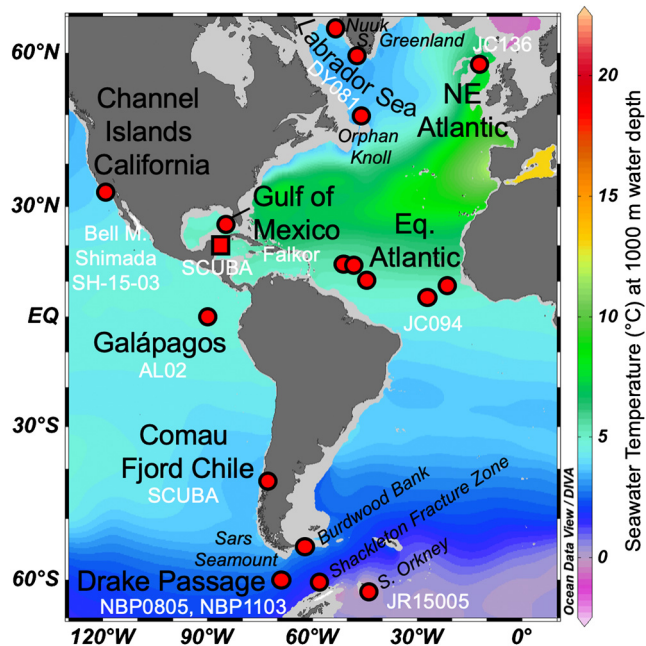 60°N
30°N
EQ
30°S
60°S
120°W
90°W
60°W
30°W
0°
Nuuk
S. Greenland
Labrador Sea
DY081
Orphan
Knoll
JC136
NE
Atlantic
Channel
Islands
California
Bell M.
Shimada
SH-15-03
Gulf of
Mexico
Falkor
SCUBA
Eq.
Atlantic
JC094
Galápagos
AL02
Comau
Fjord Chile
SCUBA
Burdwood Bank
Shackleton Fracture Zone
Sars
Seamount
Drake Passage
NBP0805, NBP1103
S. Orkney
JR15005
Ocean Data View / DIVA
20
15
10
5
0
Seawater Temperature (°C) at 1000 m water depth